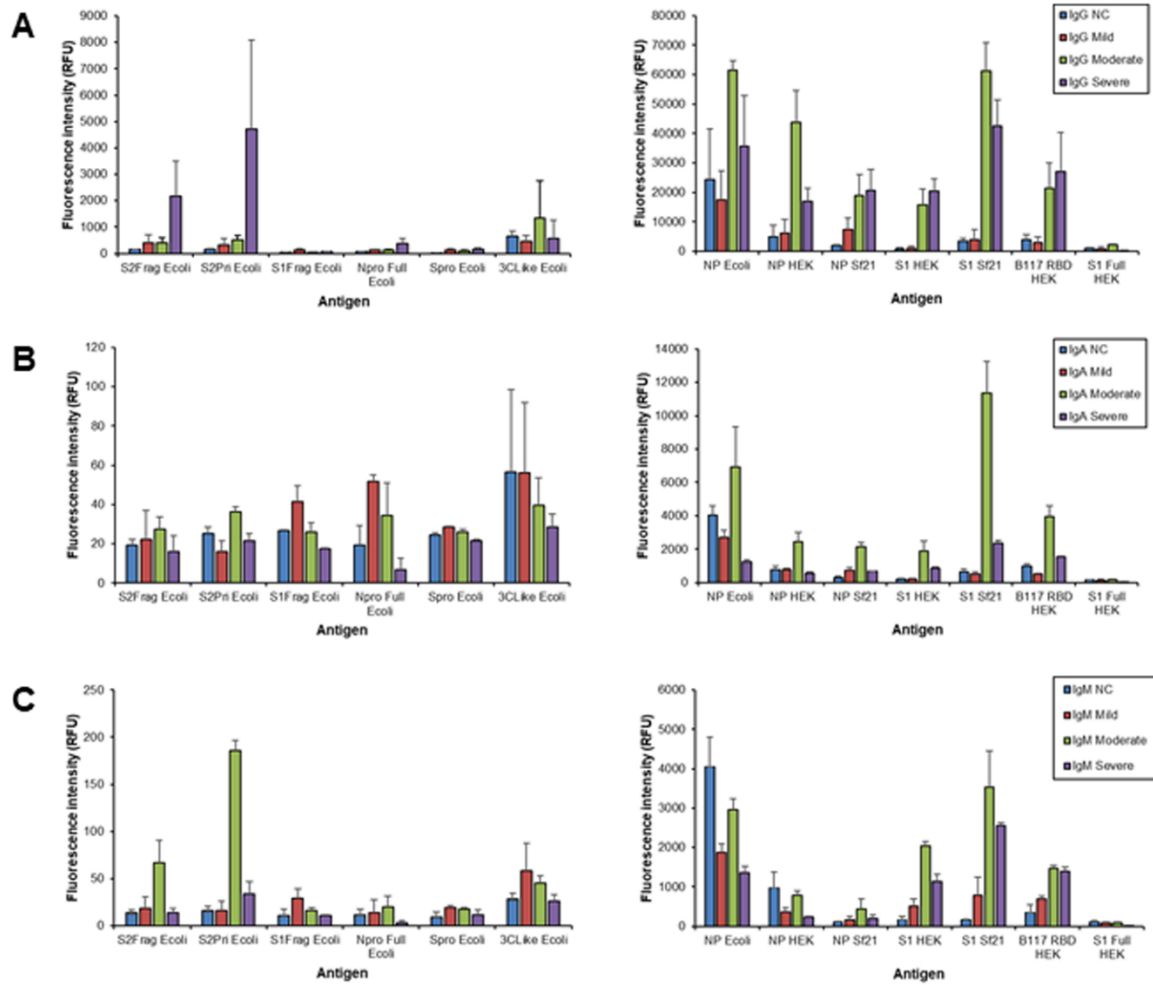 A
Fluorescence intensity (RFU)
9000
8000
7000
6000
5000
4000
3000
2000
1000
0
S2Frag Ecoli S2Pri Ecoli S1Frag Ecoli Npro Full Spro Ecoli 3CLike Ecoli
Ecoli
Antigen
Fluorescence intensity (RFU)
80000
70000
60000
50000
40000
30000
20000
10000
0
NP Ecoli NP HEK NP Sf21 S1 HEK S1 Sf21 B117 RBD S1 Full
HEK HEK
Antigen
IgG NC
IgG Mild
IgG Moderate
IgG Severe
B
Fluorescence intensity (RFU)
120
100
80
60
40
20
0
S2Frag Ecoli S2Pri Ecoli S1Frag Ecoli Npro Full Spro Ecoli 3CLike Ecoli
Ecoli
Antigen
Fluorescence intensity (RFU)
14000
12000
10000
8000
6000
4000
2000
0
NP Ecoli NP HEK NP Sf21 S1 HEK S1 Sf21 B117 RBD S1 Full
HEK HEK
Antigen
IgA NC
IgA Mild
IgA Moderate
IgA Severe
C
Fluorescence intensity (RFU)
250
200
150
100
50
0
S2Frag Ecoli S2Pri Ecoli S1Frag Ecoli Npro Full Spro Ecoli 3CLike Ecoli
Ecoli
Antigen
Fluorescence intensity (RFU)
6000
5000
4000
3000
2000
1000
0
NP Ecoli NP HEK NP Sf21 S1 HEK S1 Sf21 B117 RBD S1 Full
HEK HEK
Antigen
IgM NC
IgM Mild
IgM Moderate
IgM Severe